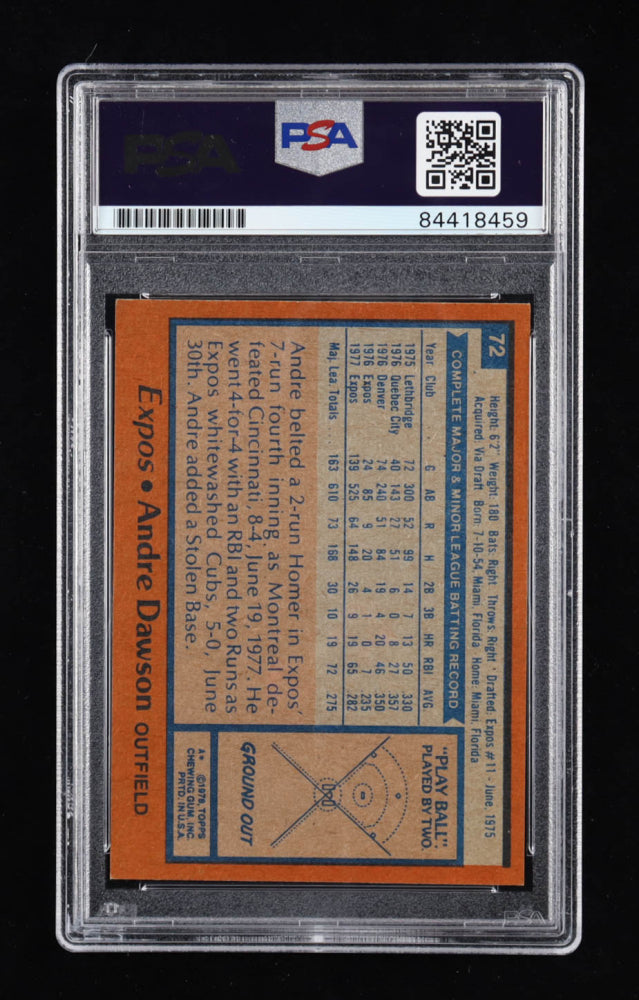 PSA
PSA
84418459
72
Height: 6'2" Weight: 180 Bats: Right Throws: Right Drafted: Expos #11-June, 1975
Acquired: Via Draft Born: 7-10-54, Miami, Florida Home: Miami, Florida
COMPLETE MAJOR & MINOR LEAGUE BATTING RECORD
Year Club G AB R H 2B 3B HR RBI AVG
1975 Lethbridge 72 300 52 99 14 7 13 50 .330
1976 Quebec City 40 143 27 51 6 0 8 27 .357
1976 Denver 74 240 51 84 19 4 20 46 .350
1976 Expos 24 85 9 20 4 1 0 7 .235
1977 Expos 139 525 64 148 26 9 19 65 .282
Maj. Lea. Totals 163 610 73 168 30 10 19 72 .275
Andre belted a 2-run Homer in Expos'
7-run fourth inning, as Montreal de-
feated Cincinnati, 8-4, June 19, 1977. He
went 4-for-4 with an RBI and two Runs as
Expos whitewashed Cubs, 5-0, June
30th. Andre added a Stolen Base.
"PLAY BALL"
PLAYED BY TWO.
GROUND OUT
A* ©1978, TOPPS
CHEWING GUM, INC.
PRTD. IN U.S.A.
Expos • Andre Dawson OUTFIELD
PSA